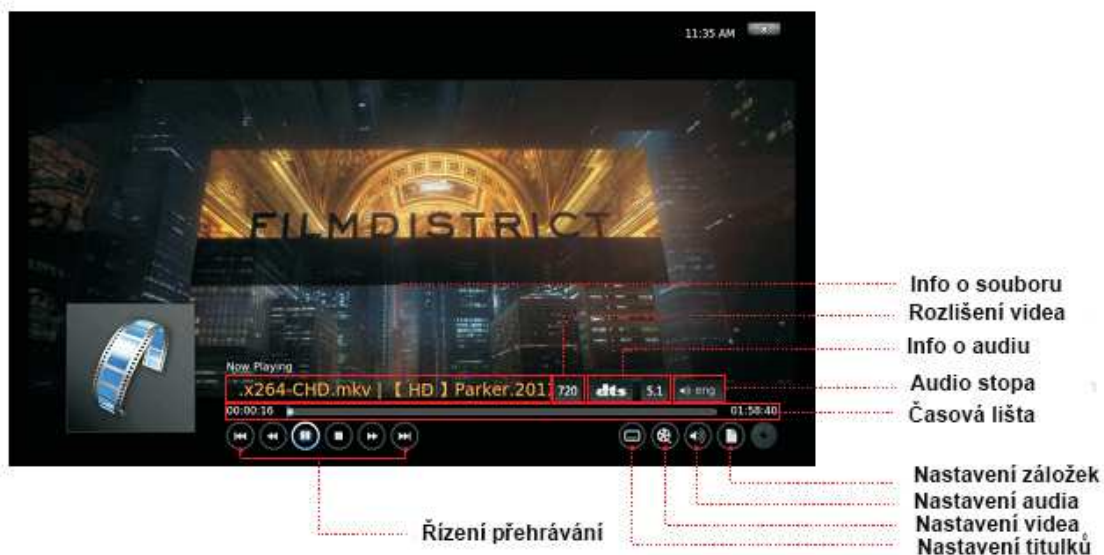 11:35 AM
FILMDISTRICT
Info o souboru
Rozlišení videa
Info o audiu
Now Playing
.x264-CHD.mkv | 【 HD 】 Parker.201
720
dts
5.1
eng
Audio stopa
00:00:16
01:58:40
Časová lišta
Nastavení záložek
Nastavení audia
Nastavení videa
Nastavení titulků
Řízení přehrávání